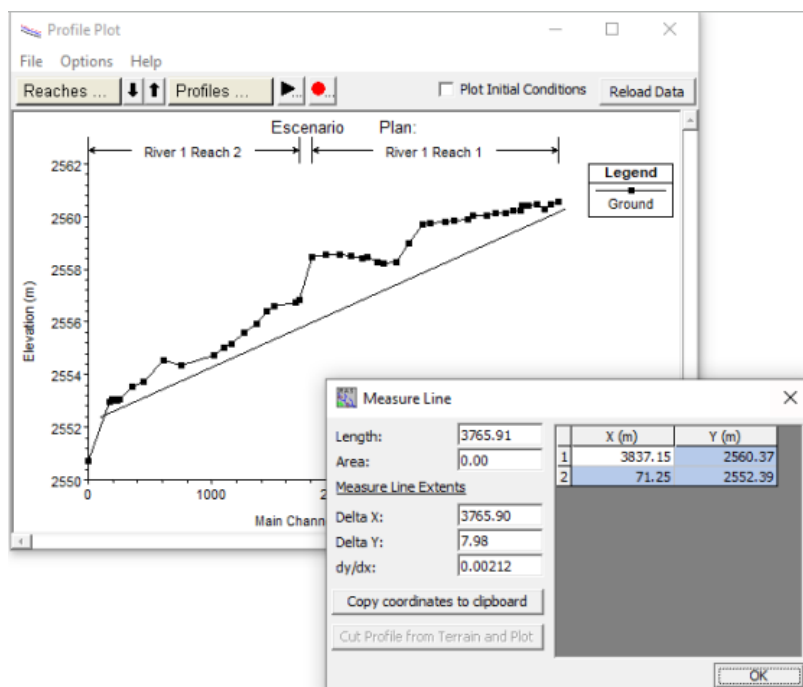 Profile Plot
File Options Help
Reaches ... Profiles ... ... ... Plot Initial Conditions Reload Data
Escenario Plan:
River 1 Reach 2 River 1 Reach 1
Legend
Ground
Elevation (m)
2562
2560
2558
2556
2554
2552
2550
0 1000
Main Chann
Measure Line
Length: 3765.91
Area: 0.00
Measure Line Extents
Delta X: 3765.90
Delta Y: 7.98
dy/dx: 0.00212
Copy coordinates to clipboard
Cut Profile from Terrain and Plot
X (m) Y (m)
1 3837.15 2560.37
2 71.25 2552.39
OK